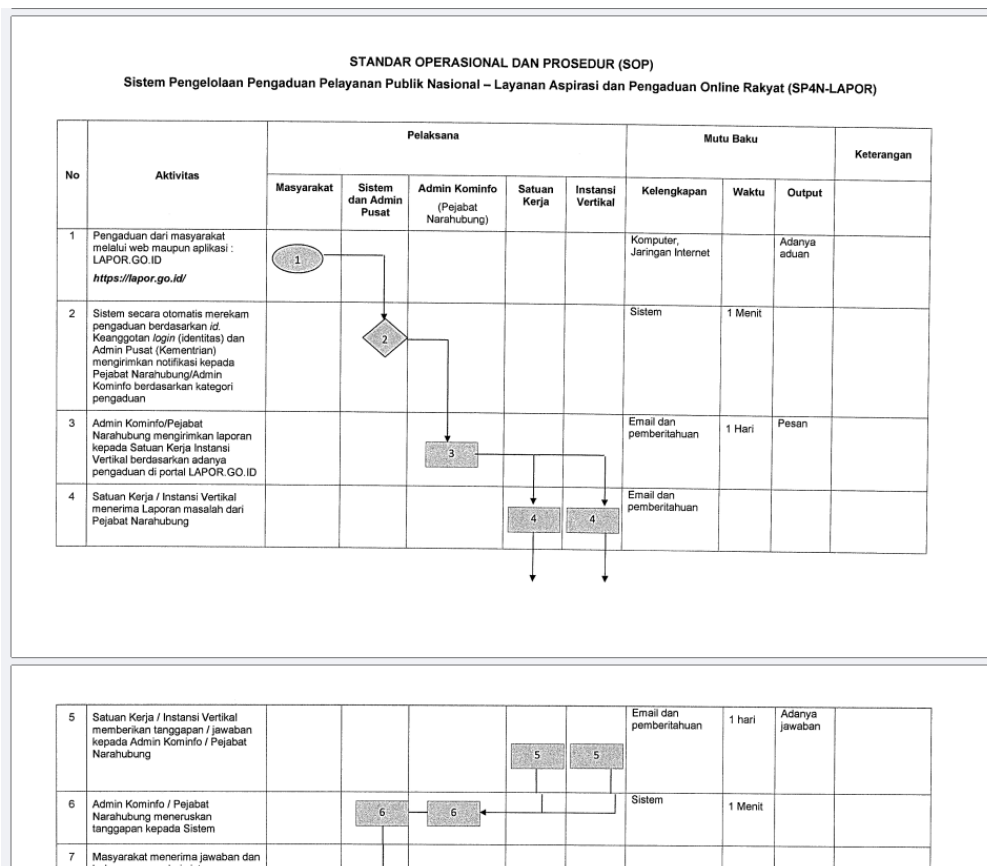 STANDAR OPERASIONAL DAN PROSEDUR (SOP)
Sistem Pengelolaan Pengaduan Pelayanan Publik Nasional – Layanan Aspirasi dan Pengaduan Online Rakyat (SP4N-LAPOR)
No
Aktivitas
Pelaksana
Mutu Baku
Keterangan
Masyarakat
Sistem
dan Admin
Pusat
Admin Kominfo
(Pejabat
Narahubung)
Satuan
Kerja
Instansi
Vertikal
Kelengkapan
Waktu
Output
1
Pengaduan dari masyarakat
melalui web maupun aplikasi :
LAPOR.GO.ID
https://lapor.go.id/
1
Komputer,
Jaringan Internet
Adanya
aduan
2
Sistem secara otomatis merekam
pengaduan berdasarkan id.
Keanggotan login (identitas) dan
Admin Pusat (Kementrian)
mengirimkan notifikasi kepada
Pejabat Narahubung/Admin
Kominfo berdasarkan kategori
pengaduan
2
Sistem
1 Menit
3
Admin Kominfo/Pejabat
Narahubung mengirimkan laporan
kepada Satuan Kerja Instansi
Vertikal berdasarkan adanya
pengaduan di portal LAPOR.GO.ID
3
Email dan
pemberitahuan
1 Hari
Pesan
4
Satuan Kerja / Instansi Vertikal
menerima Laporan masalah dari
Pejabat Narahubung
4
4
Email dan
pemberitahuan
5
Satuan Kerja / Instansi Vertikal
memberikan tanggapan / jawaban
kepada Admin Kominfo / Pejabat
Narahubung
5
5
Email dan
pemberitahuan
1 hari
Adanya
jawaban
6
Admin Kominfo / Pejabat
Narahubung meneruskan
tanggapan kepada Sistem
6
6
Sistem
1 Menit
7
Masyarakat menerima jawaban dan